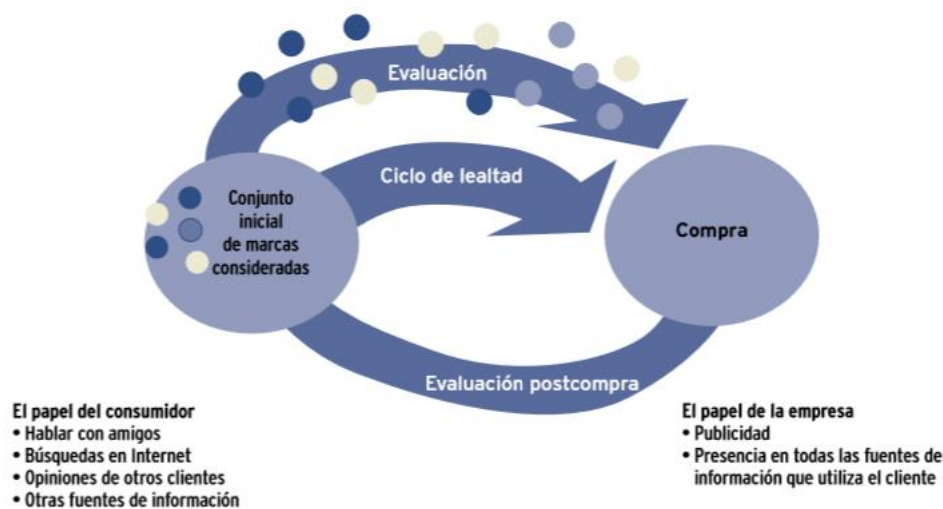 Evaluación
Ciclo de lealtad
Conjunto
inicial
de marcas
consideradas
Compra
Evaluación postcompra
El papel del consumidor
• Hablar con amigos
• Búsquedas en Internet
• Opiniones de otros clientes
• Otras fuentes de información
El papel de la empresa
• Publicidad
• Presencia en todas las fuentes de
información que utiliza el cliente